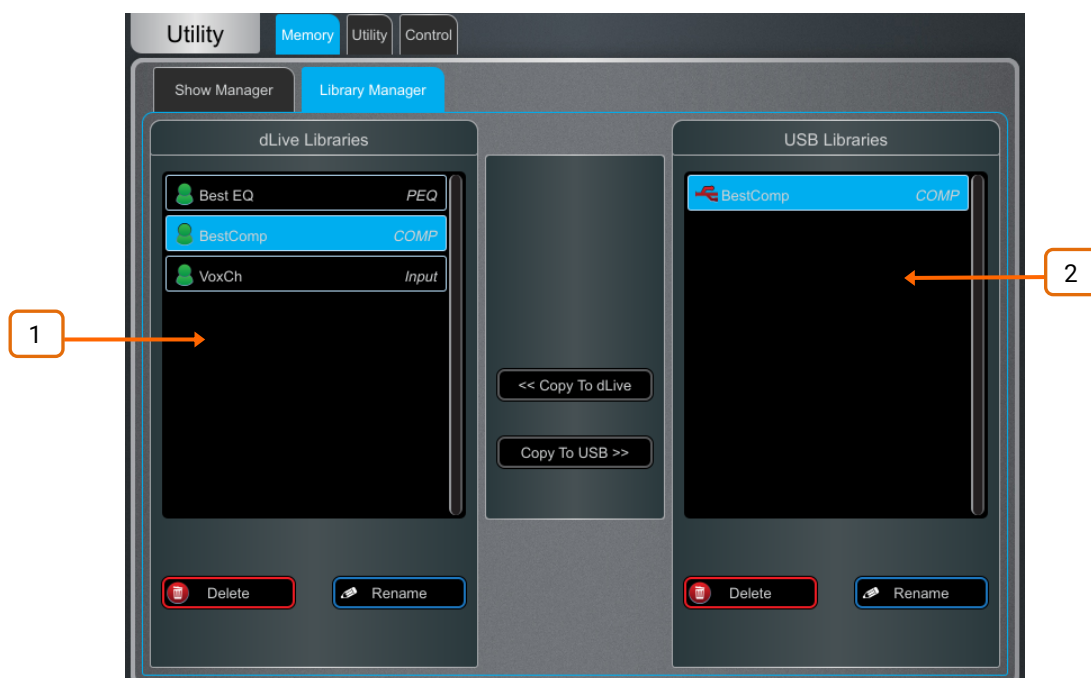 Utility Memory Utility Control
Show Manager Library Manager
dLive Libraries
Best EQ PEQ
BestComp COMP
VoxCh Input
1
<< Copy To dLive
Copy To USB >>
Delete Rename
USB Libraries
BestComp COMP
2
Delete Rename